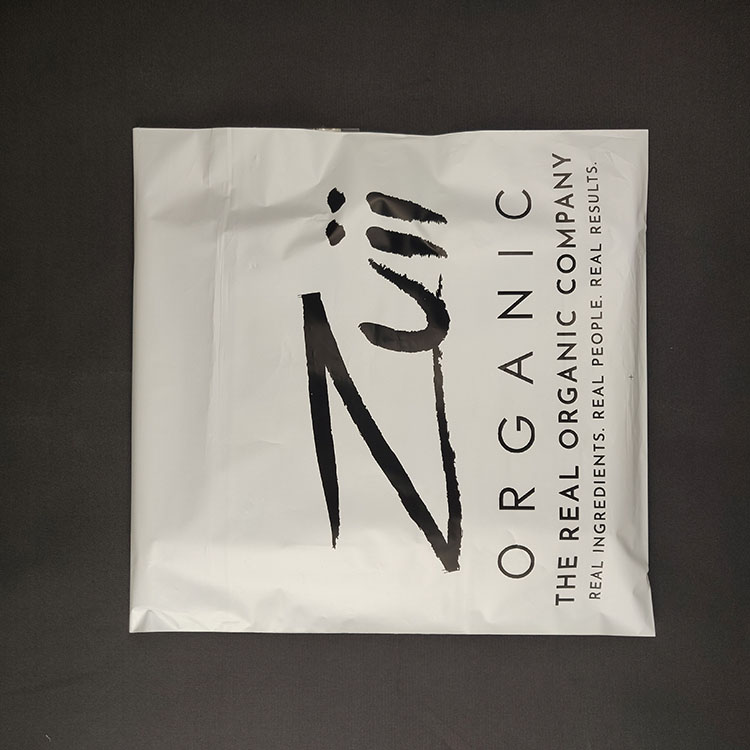 Zuii
ORGANIC
THE REAL ORGANIC COMPANY
REAL INGREDIENTS. REAL PEOPLE. REAL RESULTS.